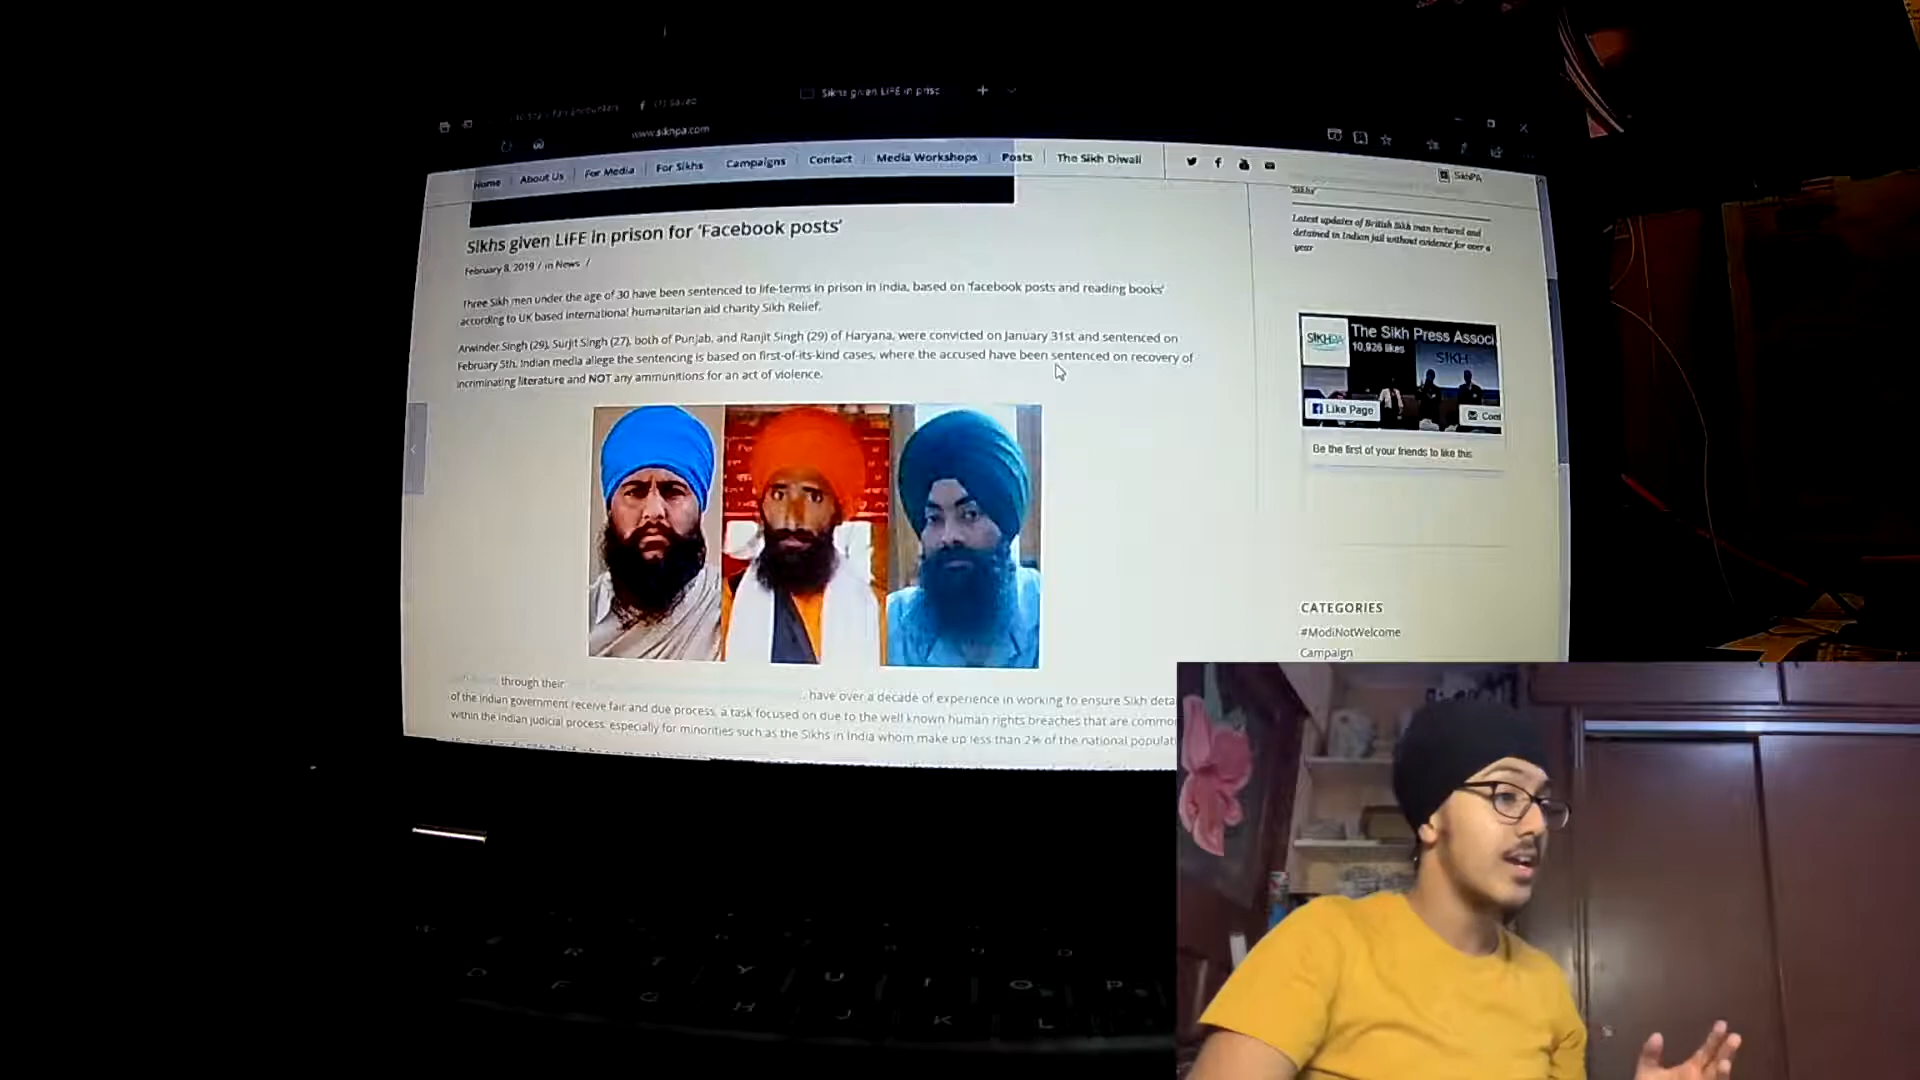 Sikhs given LIFE in prisc
www.sikhpa.com
Home
About Us
For Media
For Sikhs
Campaigns
Contact
Media Workshops
Posts
The Sikh Diwali
SikhPA
Sikhs given LIFE in prison for 'Facebook posts'
February 8, 2019 / in News /
Three Sikh men under the age of 30 have been sentenced to life-terms in prison in India, based on 'facebook posts and reading books'
according to UK based international humanitarian aid charity Sikh Relief.
Arwinder Singh (29), Surjit Singh (27), both of Punjab, and Ranjit Singh (29) of Haryana, were convicted on January 31st and sentenced on
February 5th. Indian media allege the sentencing is based on first-of-its-kind cases, where the accused have been sentenced on recovery of
incriminating literature and NOT any ammunitions for an act of violence.
through their
have over a decade of experience in working to ensure Sikh deta
of the Indian government receive fair and due process, a task focused on due to the well known human rights breaches that are common
within the Indian judicial process, especially for minorities such as the Sikhs in India whom make up less than 2% of the national populat
Sikhs'
Latest updates of British Sikh man tortured and
detained in Indian jail without evidence for over a
year
SIKHPA
The Sikh Press Associ
10,926 likes
SIKH
Like Page
Be the first of your friends to like this
CATEGORIES
#ModiNotWelcome
Campaign
R
T
Y
U
I
O
P
D
F
G
H
J
K
L